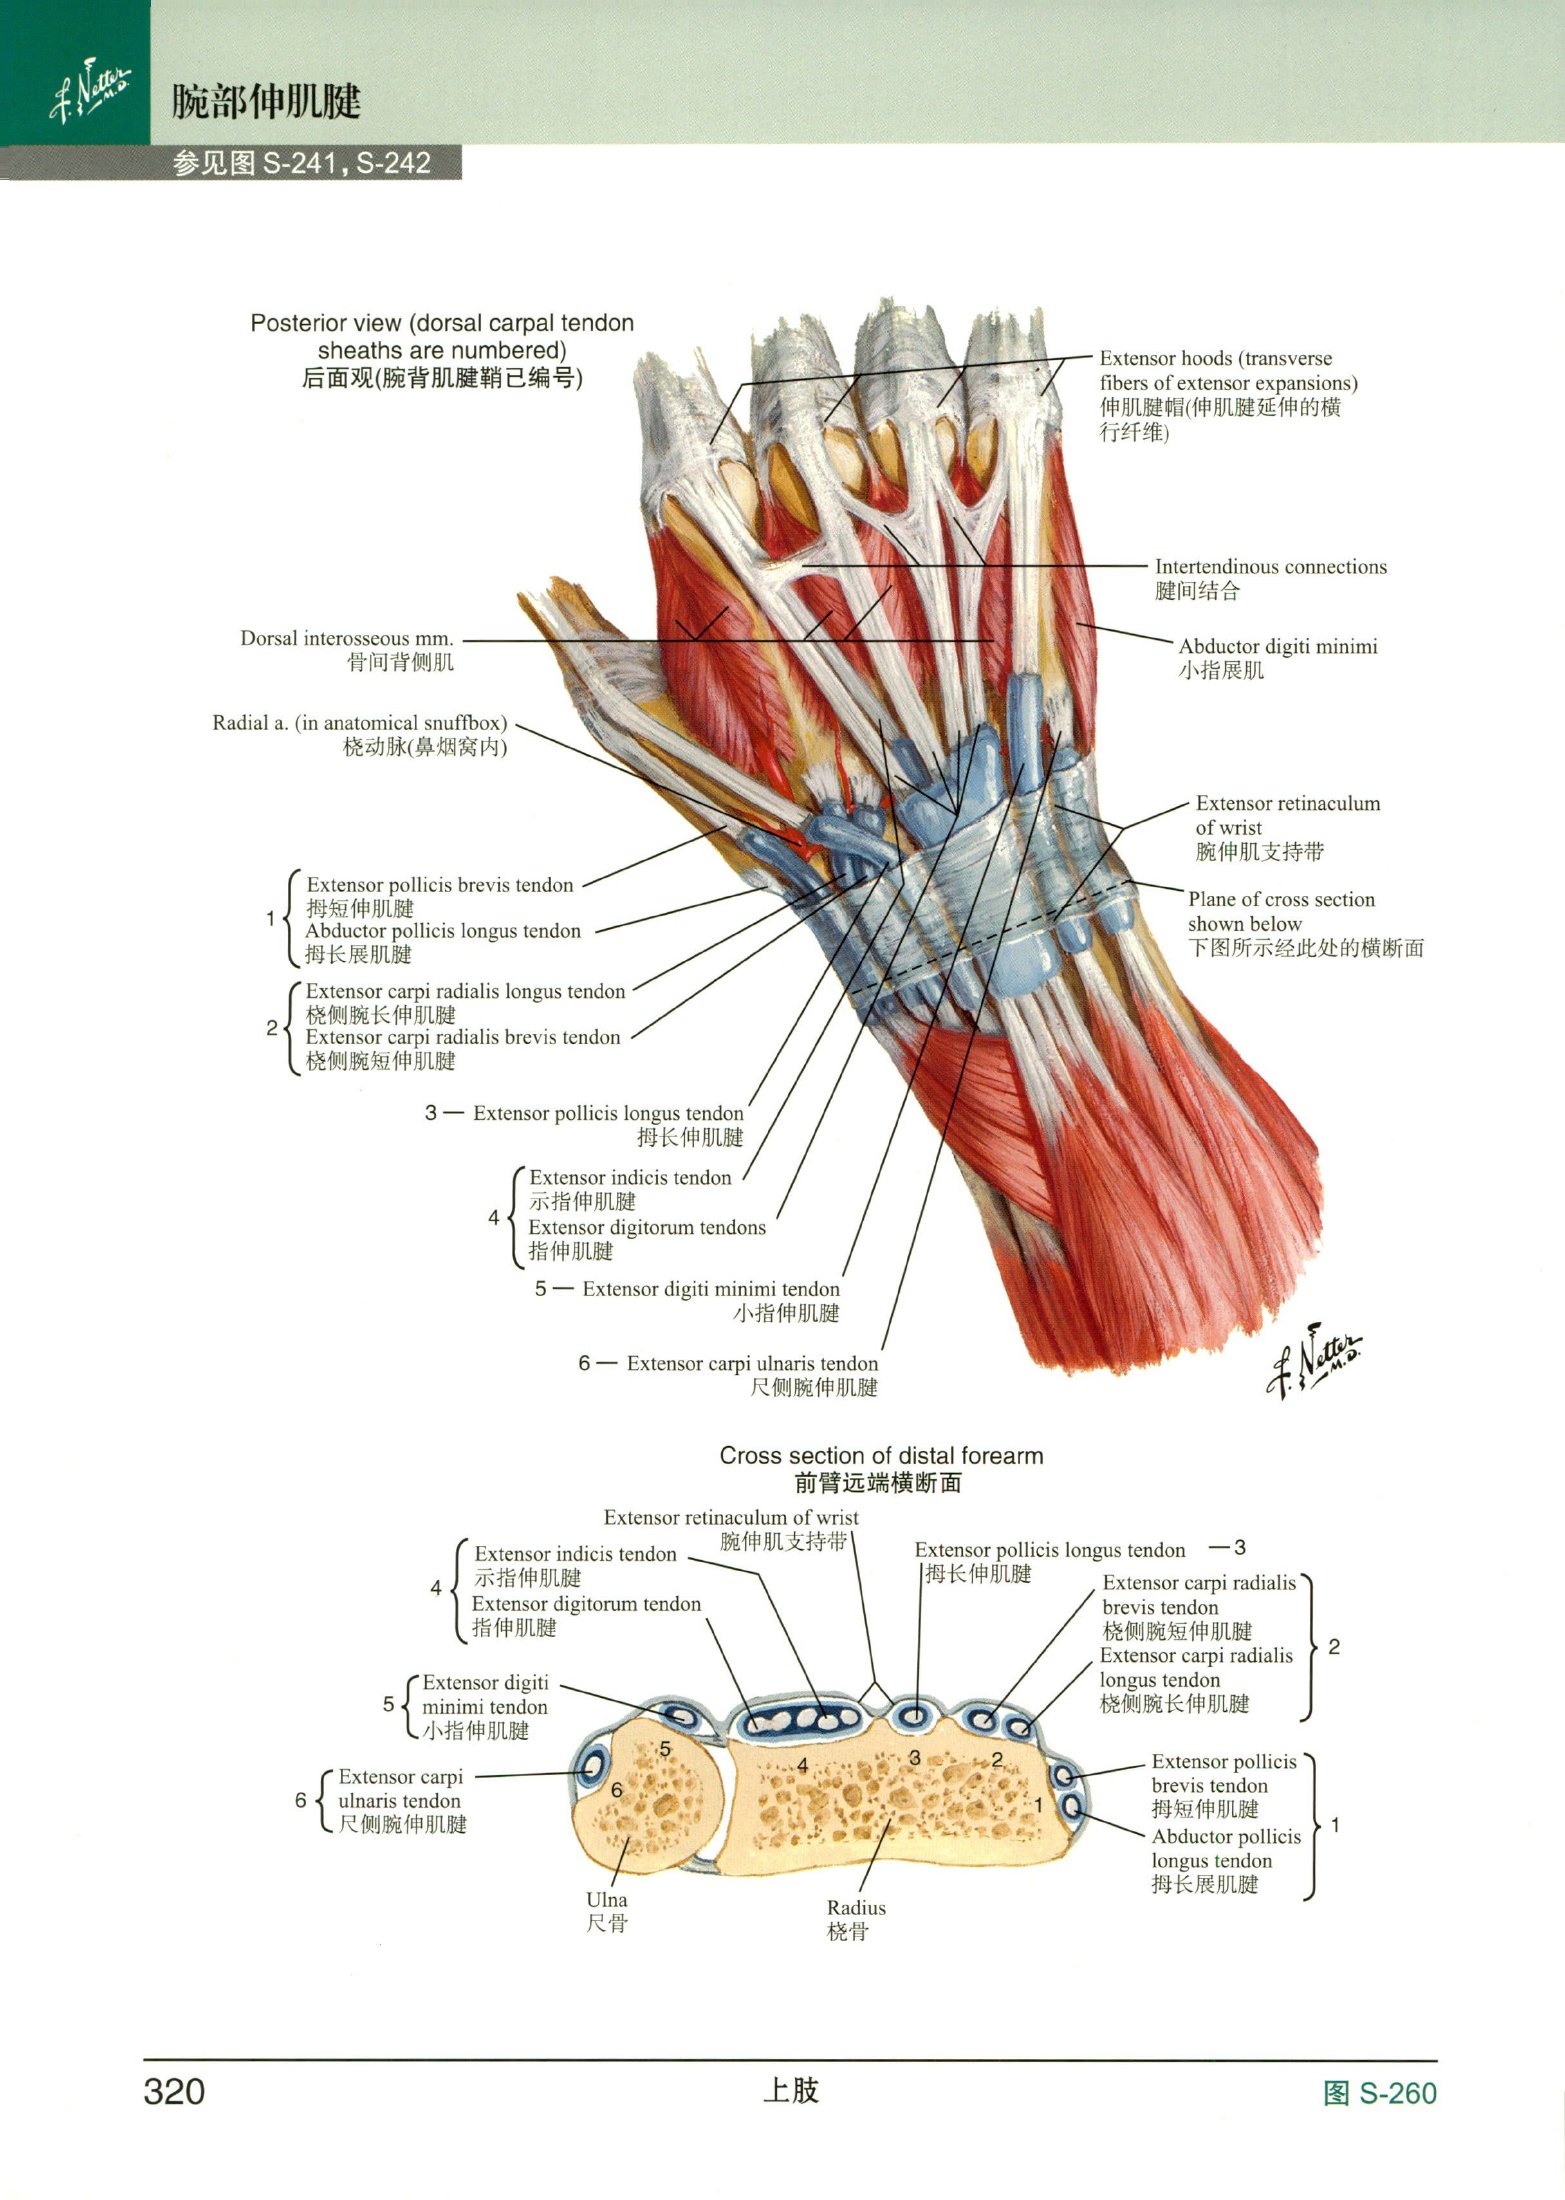 F. Netter M.D.
腕部伸肌腱
参见图 S-241, S-242
Posterior view (dorsal carpal tendon
sheaths are numbered)
后面观(腕背肌腱鞘已编号)
Extensor hoods (transverse
fibers of extensor expansions)
伸肌腱帽(伸肌腱延伸的横
行纤维)
Intertendinous connections
腱间结合
Dorsal interosseous mm.
骨间背侧肌
Abductor digiti minimi
小指展肌
Radial a. (in anatomical snuffbox)
桡动脉(鼻烟窝内)
Extensor retinaculum
of wrist
腕伸肌支持带
Plane of cross section
shown below
下图所示经此处的横断面
1
Extensor pollicis brevis tendon
拇短伸肌腱
Abductor pollicis longus tendon
拇长展肌腱
2
Extensor carpi radialis longus tendon
桡侧腕长伸肌腱
Extensor carpi radialis brevis tendon
桡侧腕短伸肌腱
3 — Extensor pollicis longus tendon
拇长伸肌腱
4
Extensor indicis tendon
示指伸肌腱
Extensor digitorum tendons
指伸肌腱
5 — Extensor digiti minimi tendon
小指伸肌腱
6 — Extensor carpi ulnaris tendon
尺侧腕伸肌腱
F. Netter M.D.
Cross section of distal forearm
前臂远端横断面
Extensor retinaculum of wrist
腕伸肌支持带
4
Extensor indicis tendon
示指伸肌腱
Extensor digitorum tendon
指伸肌腱
Extensor pollicis longus tendon —3
拇长伸肌腱
Extensor carpi radialis
brevis tendon
桡侧腕短伸肌腱
Extensor carpi radialis
longus tendon
桡侧腕长伸肌腱
2
5
Extensor digiti
minimi tendon
小指伸肌腱
6
Extensor carpi
ulnaris tendon
尺侧腕伸肌腱
5
6
4
3
2
1
Extensor pollicis
brevis tendon
拇短伸肌腱
Abductor pollicis
longus tendon
拇长展肌腱
1
Ulna
尺骨
Radius
桡骨
320
上肢
图 S-260